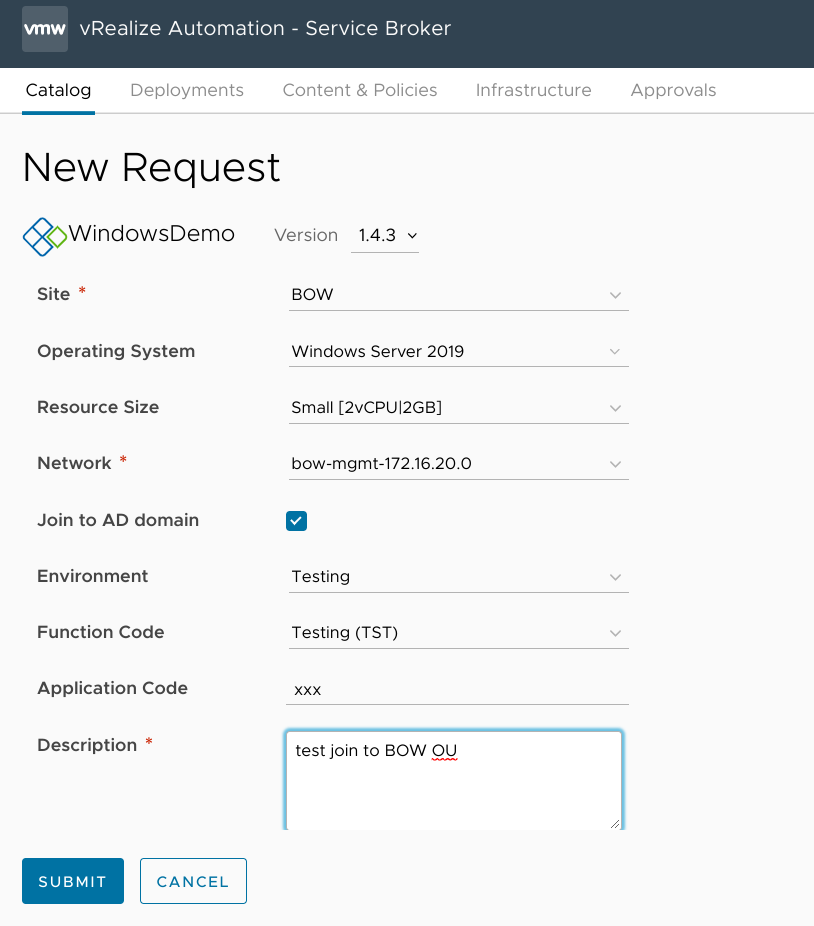 vmw vRealize Automation - Service Broker
Catalog Deployments Content & Policies Infrastructure Approvals
New Request
WindowsDemo Version 1.4.3
Site * BOW
Operating System Windows Server 2019
Resource Size Small [2vCPU|2GB]
Network * bow-mgmt-172.16.20.0
Join to AD domain
Environment Testing
Function Code Testing (TST)
Application Code xxx
Description * test join to BOW OU
SUBMIT CANCEL